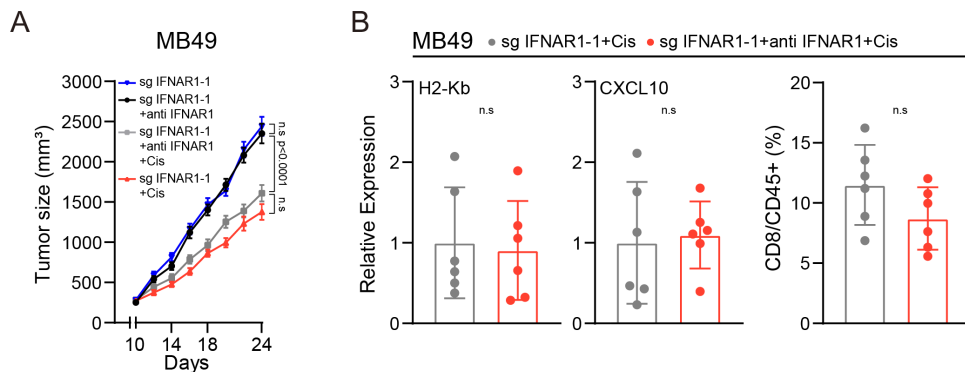 A
MB49
Tumor size (mm³)
3000
2500
2000
1500
1000
500
0
10
14
18
24
Days
sg IFNAR1-1
sg IFNAR1-1
+anti IFNAR1
sg IFNAR1-1
+anti IFNAR1
+Cis
sg IFNAR1-1
+Cis
n.s
p<0.0001
n.s
B
MB49
sg IFNAR1-1+Cis
sg IFNAR1-1+anti IFNAR1+Cis
Relative Expression
H2-Kb
n.s
3
2
1
0
CXCL10
n.s
3
2
1
0
CD8/CD45+ (%)
n.s
20
15
10
5
0